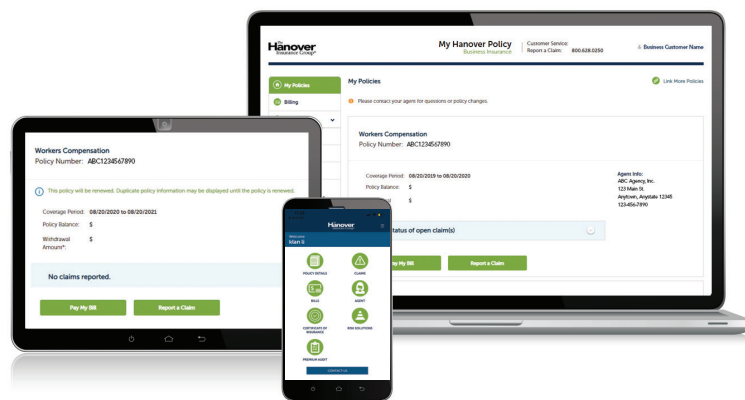 The
Hanover
Insurance Group®
My Hanover Policy
Business Insurance
Customer Service:
Report a Claim: 800.628.0250
Business Customer Name
My Policies
Billing
My Policies
Link More Policies
Please contact your agent for questions or policy changes.
Workers Compensation
Policy Number: ABC1234567890
Coverage Period: 08/20/2019 to 08/20/2020
Policy Balance: $
$
Agent Info:
ABC Agency, Inc.
123 Main St.
Anytown, Anystate 12345
123-456-7890
status of open claim(s)
Pay My Bill
Report a Claim
Workers Compensation
Policy Number: ABC1234567890
This policy will be renewed. Duplicate policy information may be displayed until the policy is renewed.
Coverage Period: 08/20/2020 to 08/20/2021
Policy Balance: $
Withdrawal $
Amount*:
No claims reported.
Pay My Bill
Report a Claim
Hanover
Insurance Group
Welcome
Man li
POLICY DETAILS
CLAIMS
BILLS
AGENT
CERTIFICATE OF
INSURANCE
RISK SOLUTIONS
PREMIUM AUDIT
CONTACT US